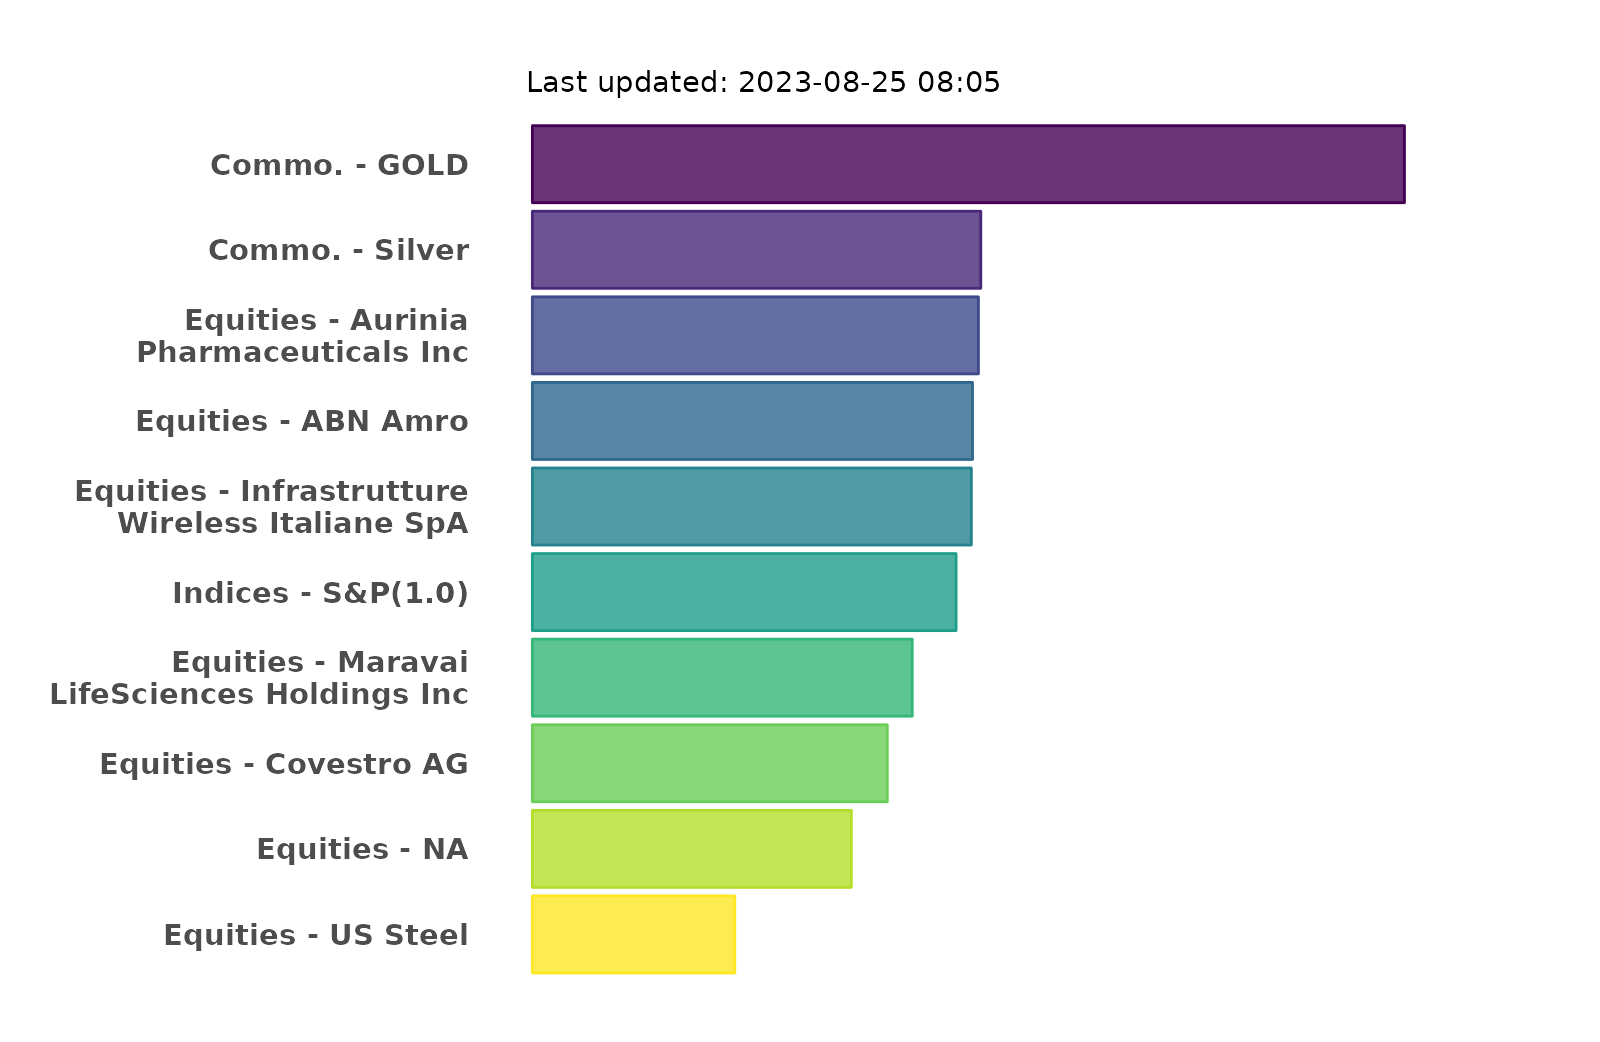 Last updated: 2023-08-25 08:05
Commo. - GOLD
Commo. - Silver
Equities - Aurinia
Pharmaceuticals Inc
Equities - ABN Amro
Equities - Infrastrutture
Wireless Italiane SpA
Indices - S&P(1.0)
Equities - Maravai
LifeSciences Holdings Inc
Equities - Covestro AG
Equities - NA
Equities - US Steel